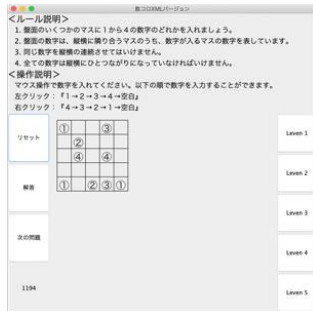 数コロXMLバージョン
<ルール説明>
1. 盤面のいくつかのマスに1から4の数字のどれかを入れましょう。
2. 盤面の数字は、縦横に隣り合うマスのうち、数字が入るマスの数字を表しています。
3. 同じ数字を縦横の連続させてはいけません。
4. 全ての数字は縦横にひとつながりになっていなければいけません。
<操作説明>
マウス操作で数字を入れてください。以下の順で数字を入力することができます。
左クリック:『1→2→3→4→空白』
右クリック:『4→3→2→1→空白』
リセット
① ③
Leven 1
②
④ ④
Leven 2
解答
① ② ③ ①
Leven 3
次の問題
Leven 4
1194
Leven 5